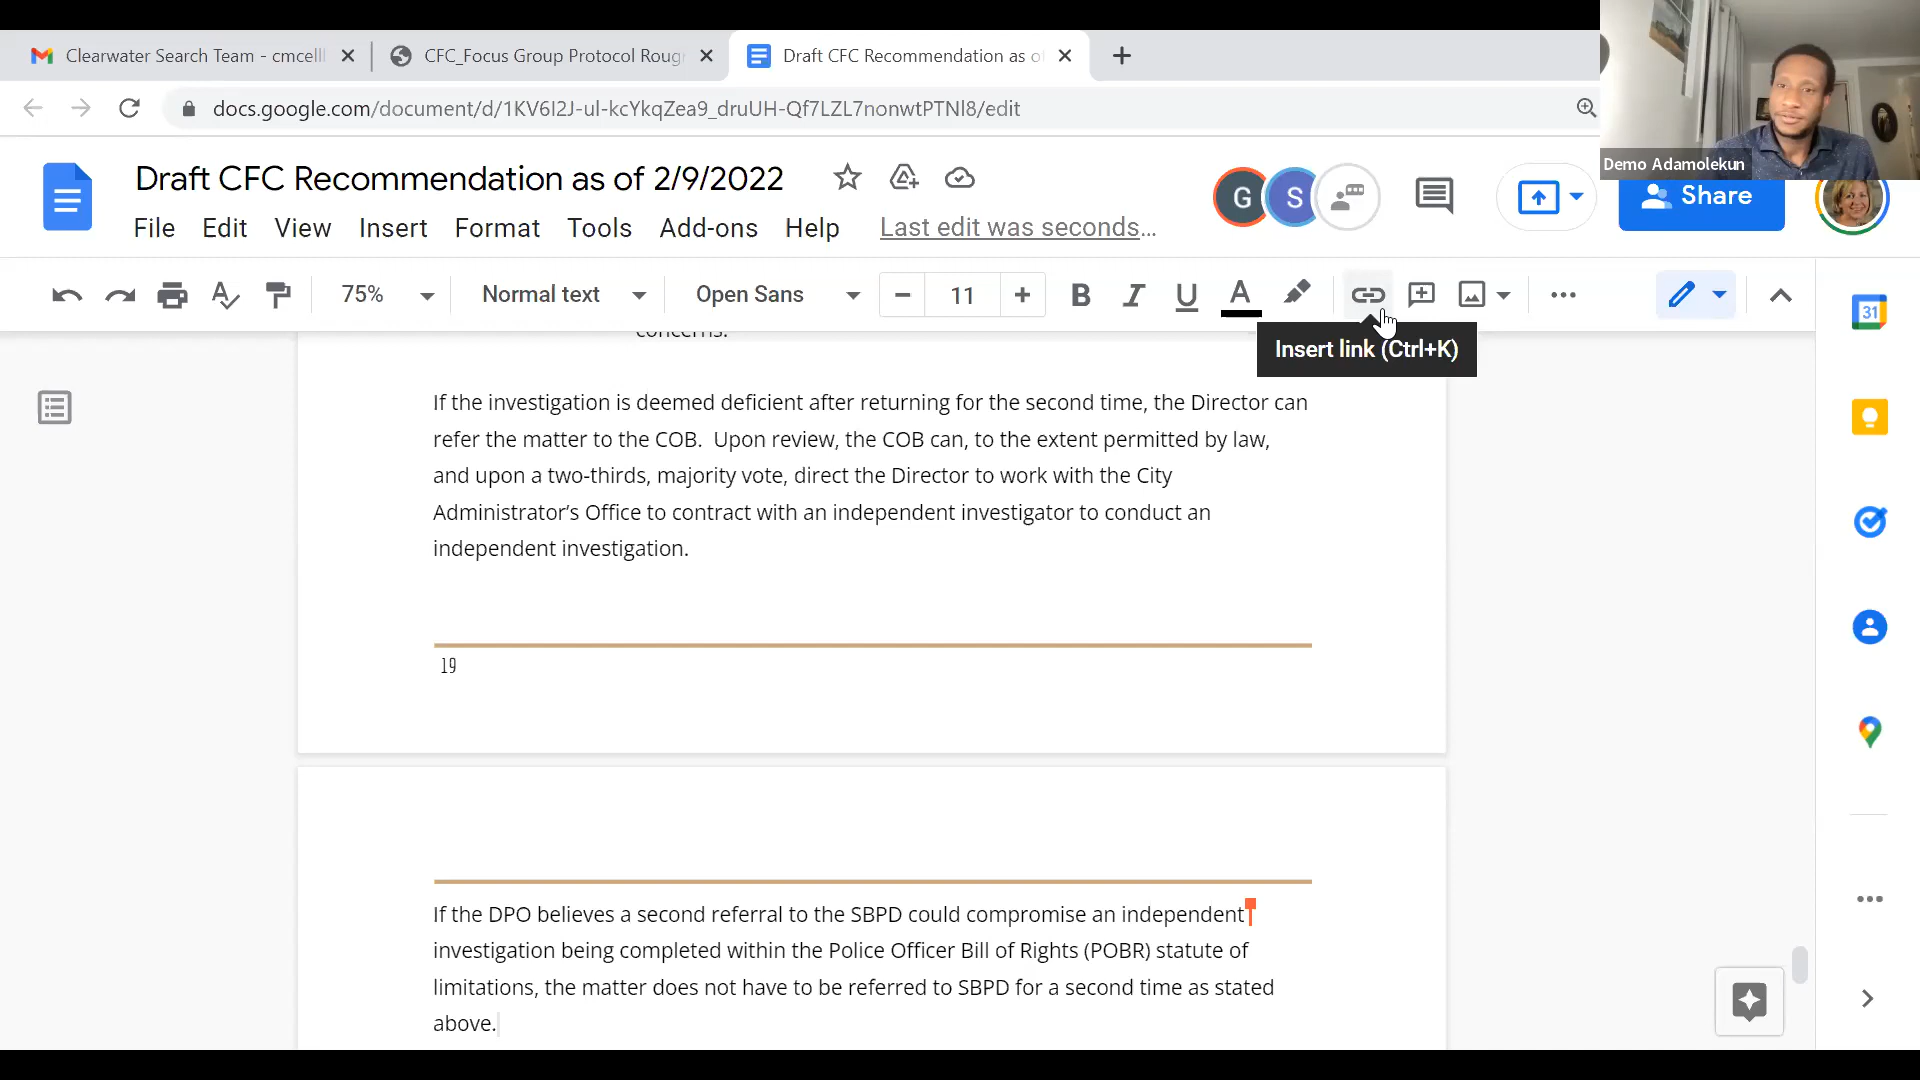 Clearwater Search Team - cmcelll
CFC_Focus Group Protocol Roug
Draft CFC Recommendation as of
docs.google.com/document/d/1KV6I2J-ul-kcYkqZea9_druUH-Qf7LZL7nonwtPTNl8/edit
Demo Adamolekun
Draft CFC Recommendation as of 2/9/2022
G
S
Share
File Edit View Insert Format Tools Add-ons Help Last edit was seconds...
75% Normal text Open Sans 11 B I U A
31
Insert link (Ctrl+K)
concerns.
If the investigation is deemed deficient after returning for the second time, the Director can
refer the matter to the COB. Upon review, the COB can, to the extent permitted by law,
and upon a two-thirds, majority vote, direct the Director to work with the City
Administrator’s Office to contract with an independent investigator to conduct an
independent investigation.
19
If the DPO believes a second referral to the SBPD could compromise an independent
investigation being completed within the Police Officer Bill of Rights (POBR) statute of
limitations, the matter does not have to be referred to SBPD for a second time as stated
above.